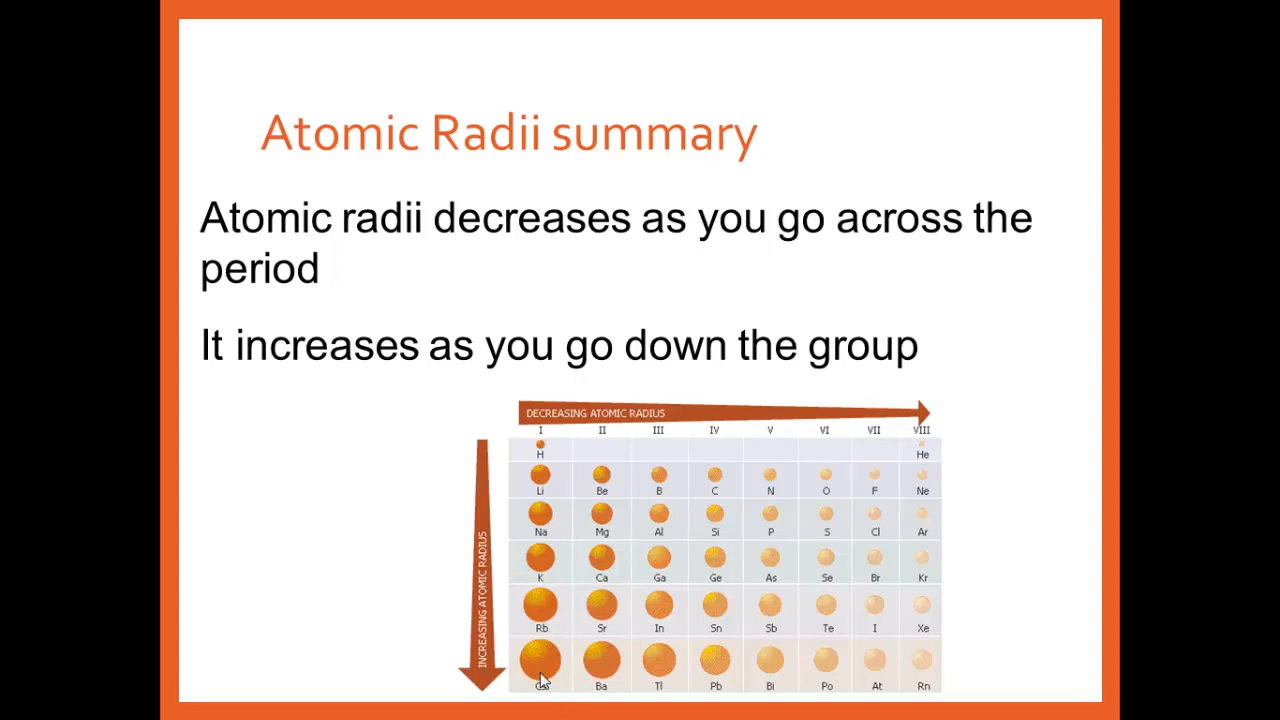 Atomic Radii summary
Atomic radii decreases as you go across the
period
It increases as you go down the group
DECREASING ATOMIC RADIUS
I II III IV V VI VII VIII
INCREASING ATOMIC RADIUS
H He
Li Be B C N O F Ne
Na Mg Al Si P S Cl Ar
K Ca Ga Ge As Se Br Kr
Rb Sr In Sn Sb Te I Xe
Ba Tl Pb Bi Po At Rn